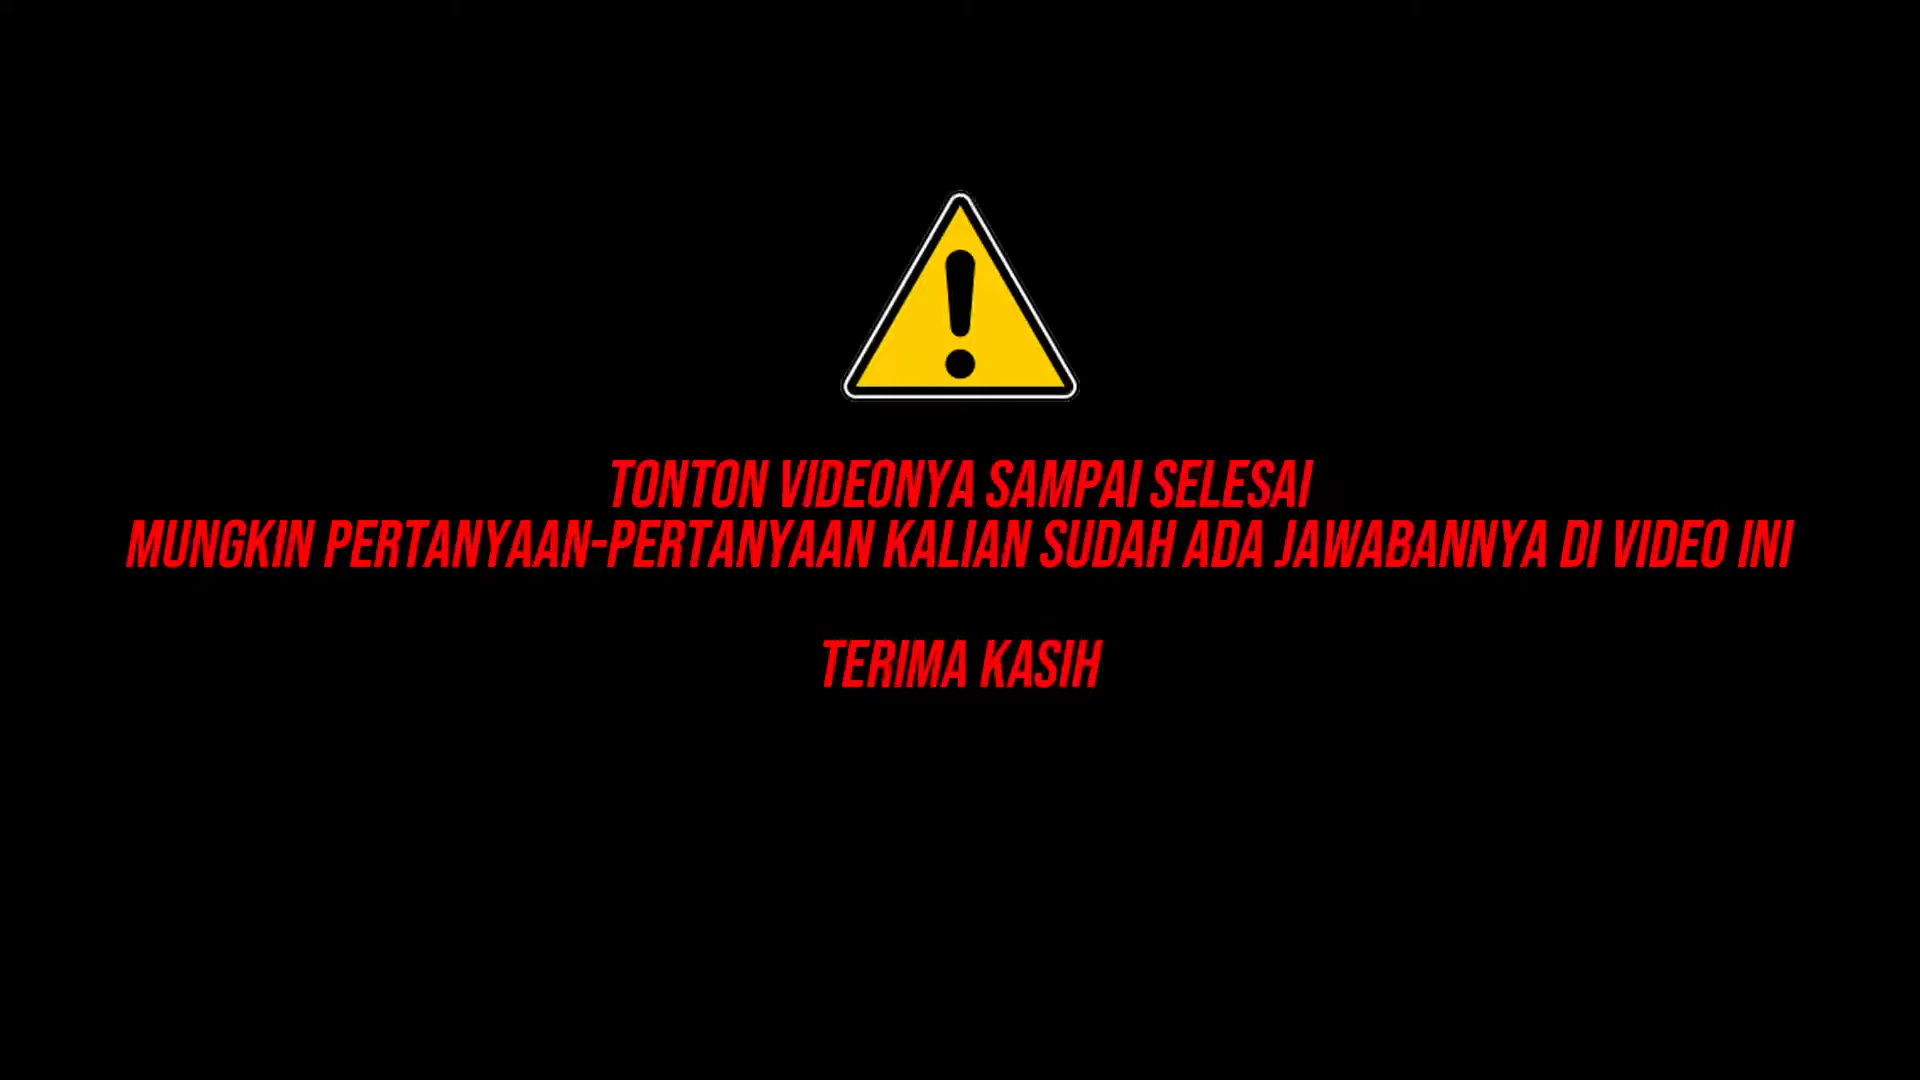 TONTON VIDEONYA SAMPAI SELESAI
MUNGKIN PERTANYAAN-PERTANYAAN KALIAN SUDAH ADA JAWABANNYA DI VIDEO INI
TERIMA KASIH